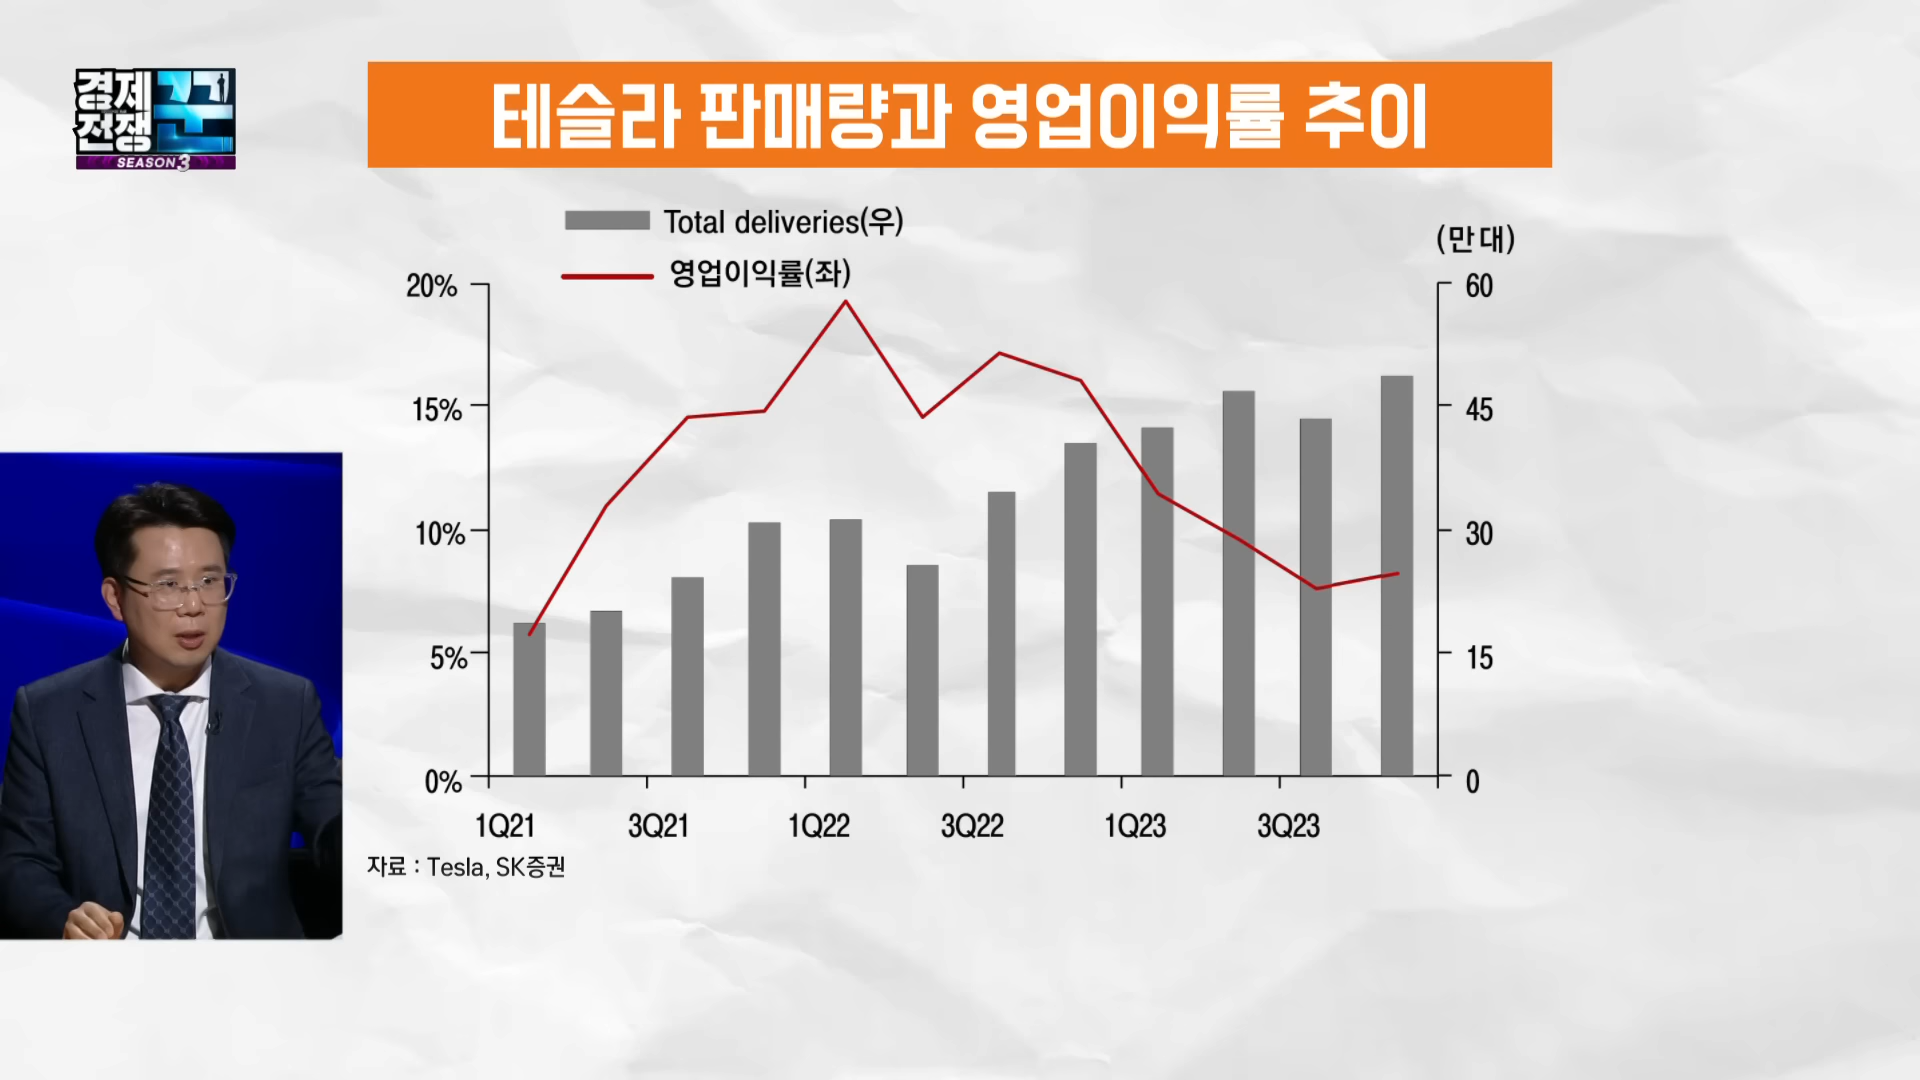 경제
전쟁
꾼
SEASON3
테슬라 판매량과 영업이익률 추이
Total deliveries(우)
영업이익률(좌)
(만대)
20%
15%
10%
5%
0%
60
45
30
15
0
1Q21 3Q21 1Q22 3Q22 1Q23 3Q23
자료 : Tesla, SK증권